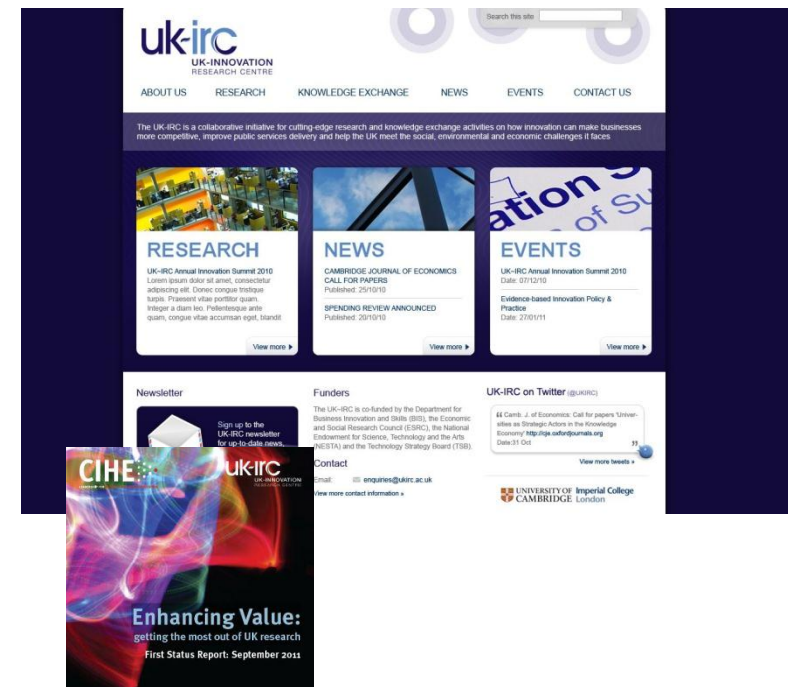 Search this site
uk-irc
UK-INNOVATION
RESEARCH CENTRE
ABOUT US RESEARCH KNOWLEDGE EXCHANGE NEWS EVENTS CONTACT US
The UK-IRC is a collaborative initiative for cutting-edge research and knowledge exchange activities on how innovation can make businesses
more competitive, improve public services delivery and help the UK meet the social, environmental and economic challenges it faces
RESEARCH
UK-IRC Annual Innovation Summit 2010
Lorem ipsum dolor sit amet, consectetur
adipiscing elit. Donec congue tristique
turpis. Praesent vitae porttitor quam.
Integer a diam leo. Pellentesque ante
quam, congue vitae accumsan eget, blandit
View more
NEWS
CAMBRIDGE JOURNAL OF ECONOMICS
CALL FOR PAPERS
Published: 25/10/10
SPENDING REVIEW ANNOUNCED
Published: 20/10/10
View more
ation S
of Su
EVENTS
UK-IRC Annual Innovation Summit 2010
Date: 07/12/10
Evidence-based Innovation Policy &
Practice
Date: 27/01/11
View more
Newsletter
Sign up to the
UK-IRC newsletter
for up-to-date news,
Funders
The UK-IRC is co-funded by the Department for
Business Innovation and Skills (BIS), the Economic
and Social Research Council (ESRC), the National
Endowment for Science, Technology and the Arts
(NESTA) and the Technology Strategy Board (TSB).
Contact
Email: enquiries@ukirc.ac.uk
View more contact information »
UK-IRC on Twitter (@UKIRC)
“ Camb. J. of Economics: Call for papers 'Univer-
sities as Strategic Actors in the Knowledge
Economy' http://cje.oxfordjournals.org
Date:31 Oct ”
View more tweets »
UNIVERSITY OF CAMBRIDGE
Imperial College London
CIHE
uk-irc
UK-INNOVATION
RESEARCH CENTRE
Enhancing Value:
getting the most out of UK research
First Status Report: September 2011